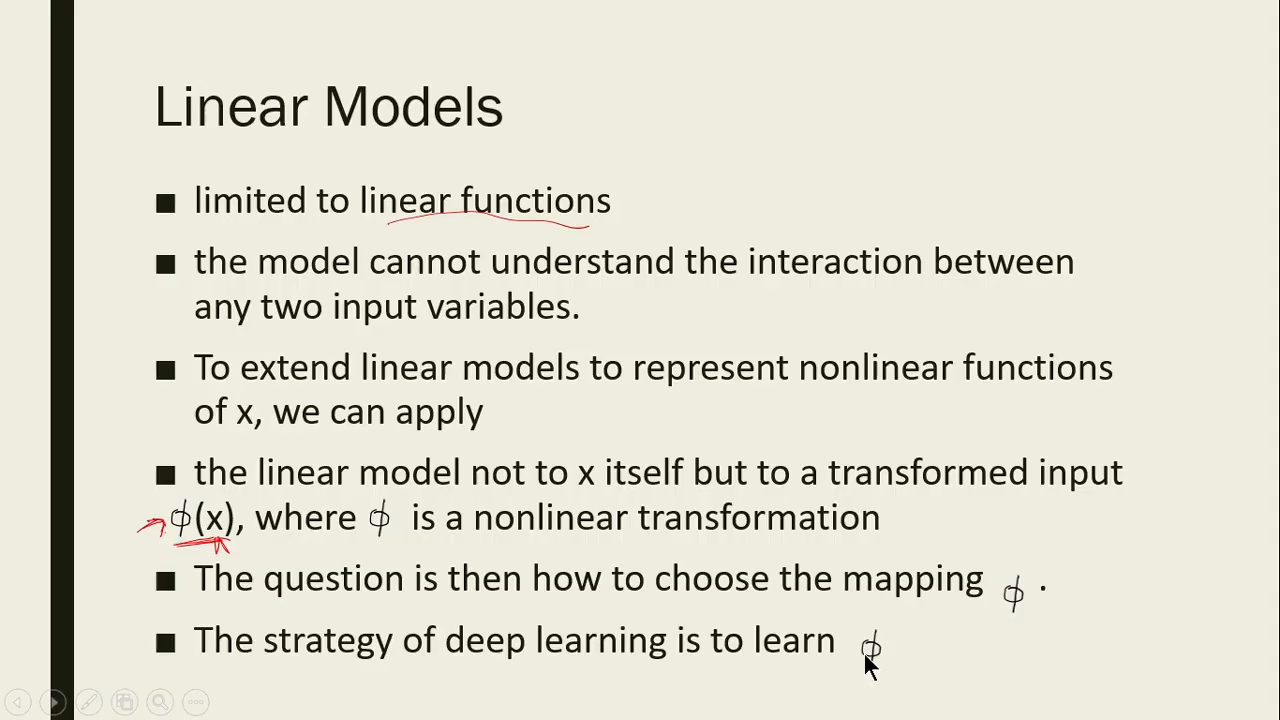 Linear Models
■ limited to linear functions
■ the model cannot understand the interaction between
any two input variables.
■ To extend linear models to represent nonlinear functions
of x, we can apply
■ the linear model not to x itself but to a transformed input
ϕ(x), where ϕ is a nonlinear transformation
■ The question is then how to choose the mapping ϕ .
■ The strategy of deep learning is to learn ϕ